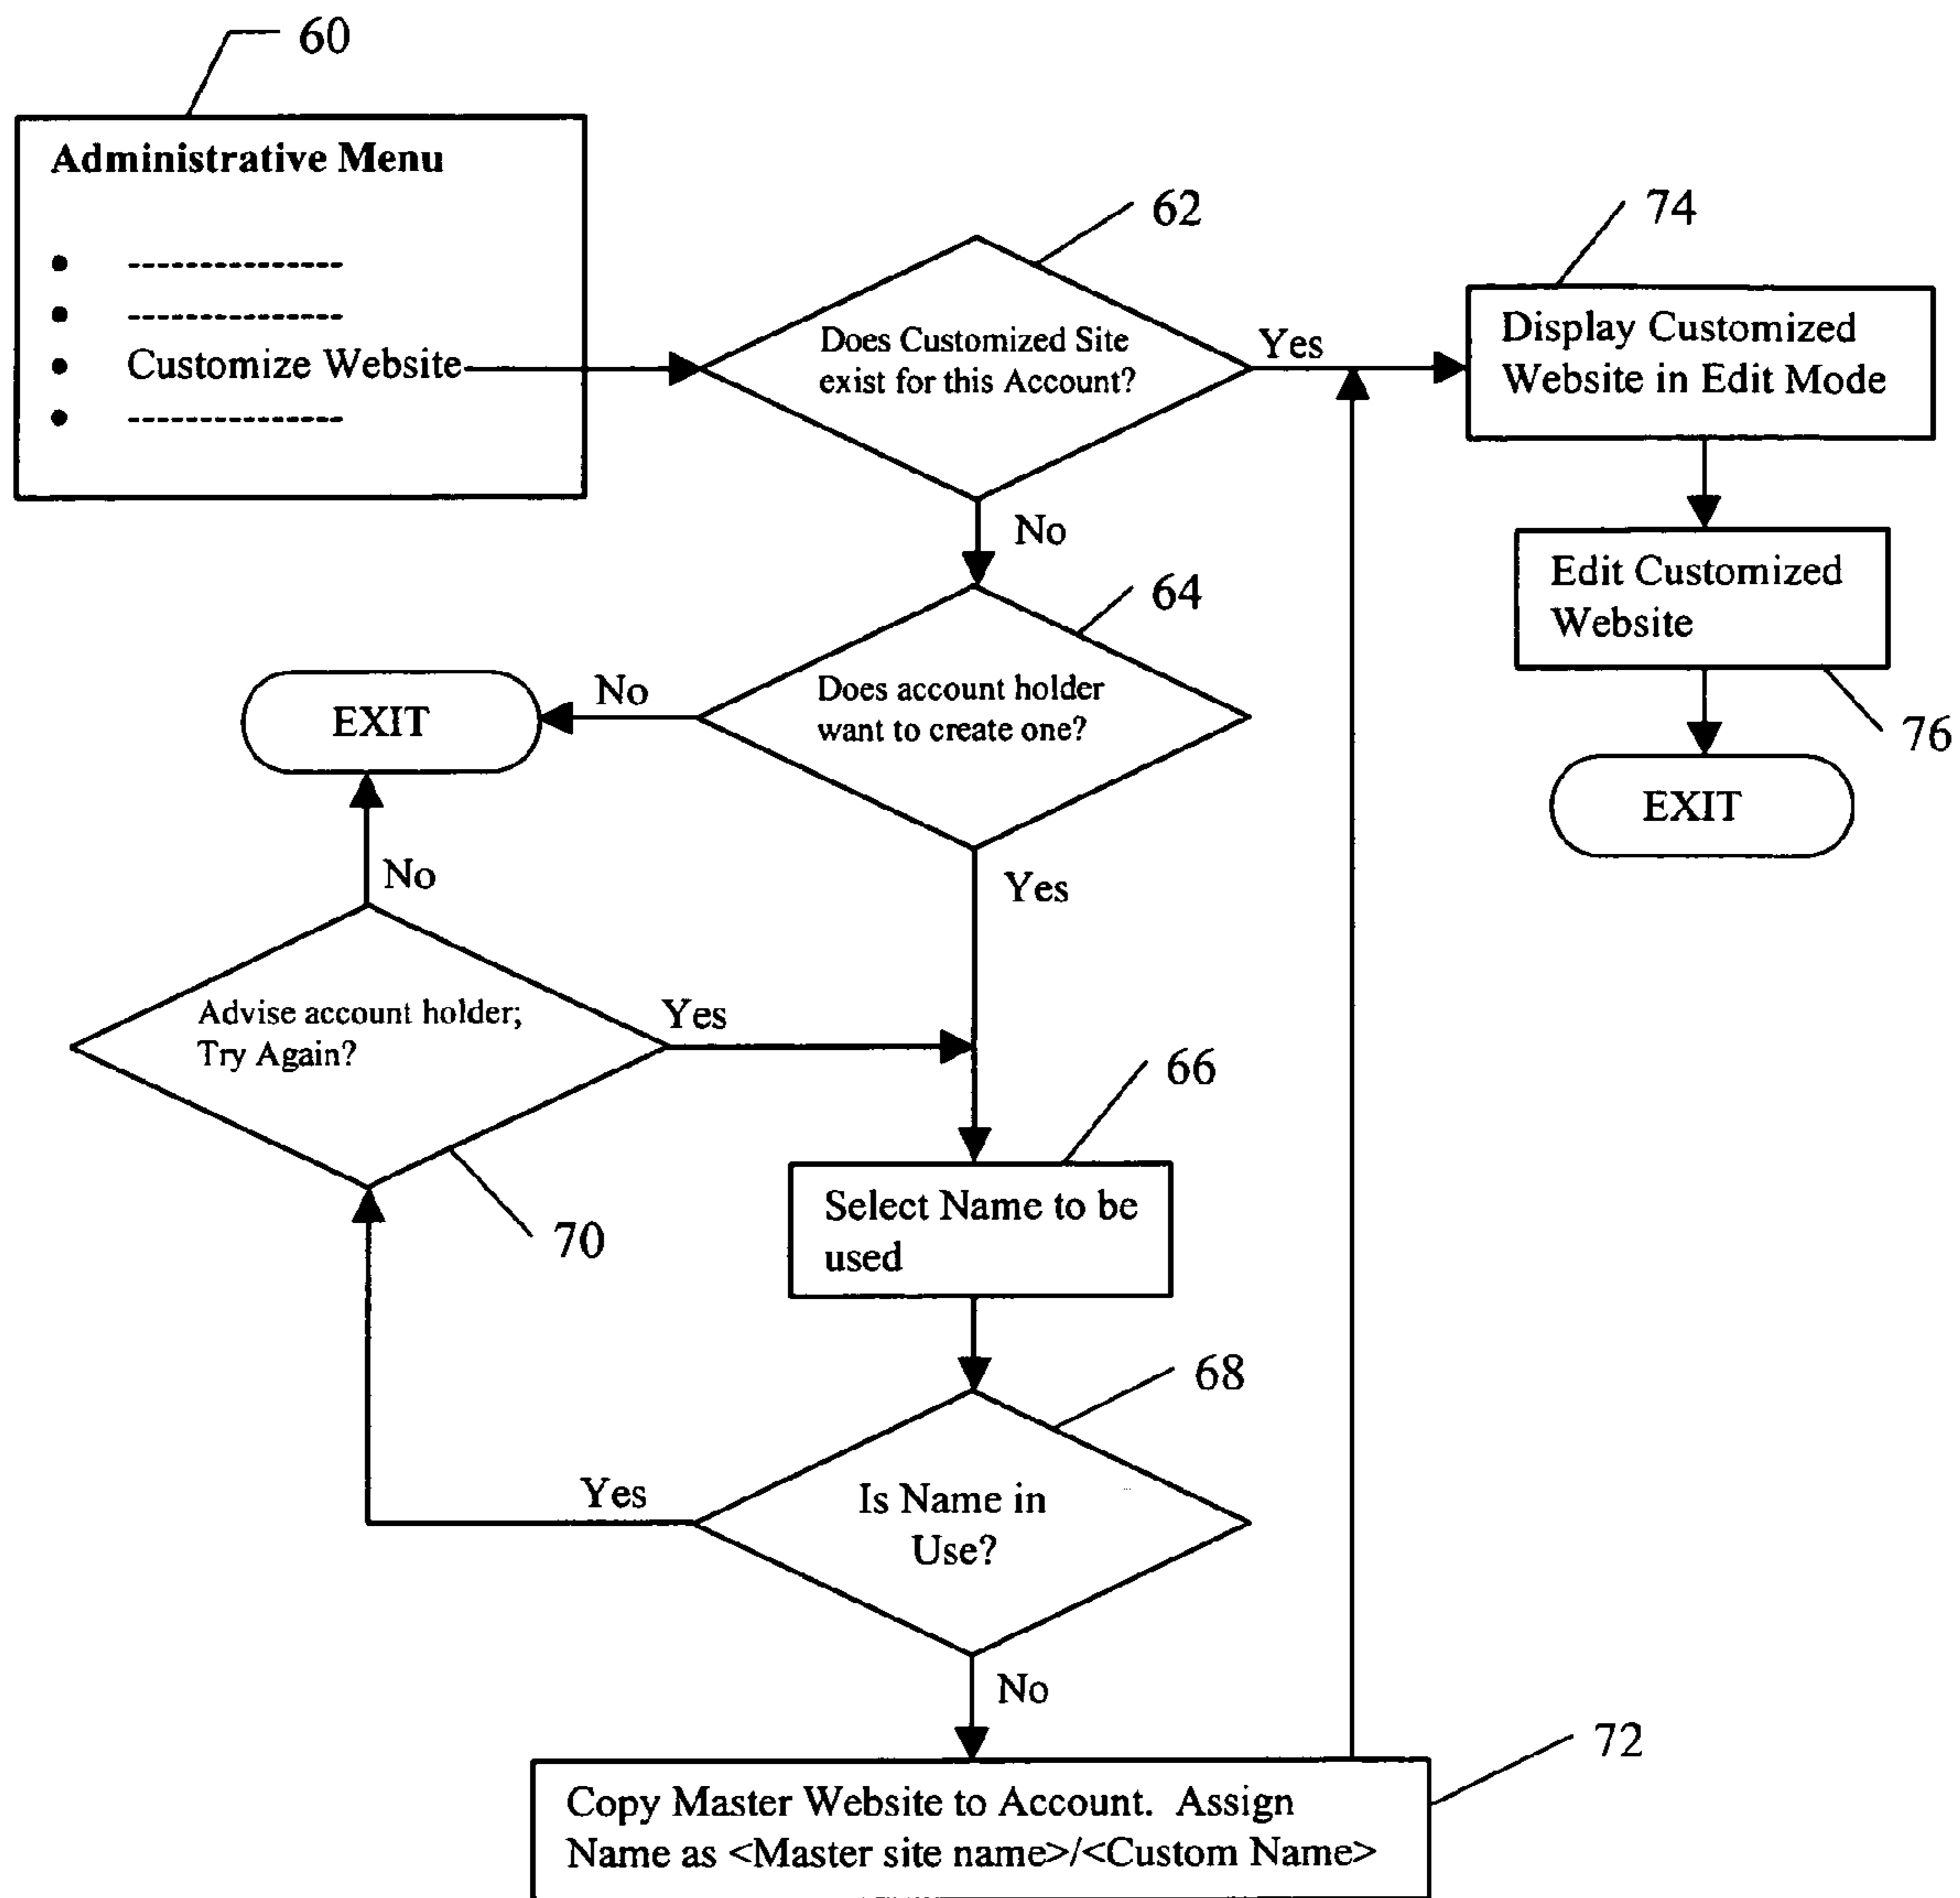 60
Administrative Menu
• ---------------
• ---------------
• Customize Website
• ---------------
62
Does Customized Site
exist for this Account?
Yes
No
74
Display Customized
Website in Edit Mode
Edit Customized
Website
76
EXIT
64
Does account holder
want to create one?
No
EXIT
Yes
No
Advise account holder;
Try Again?
Yes
70
66
Select Name to be
used
68
Is Name in
Use?
Yes
No
72
Copy Master Website to Account.  Assign
Name as <Master site name>/<Custom Name>